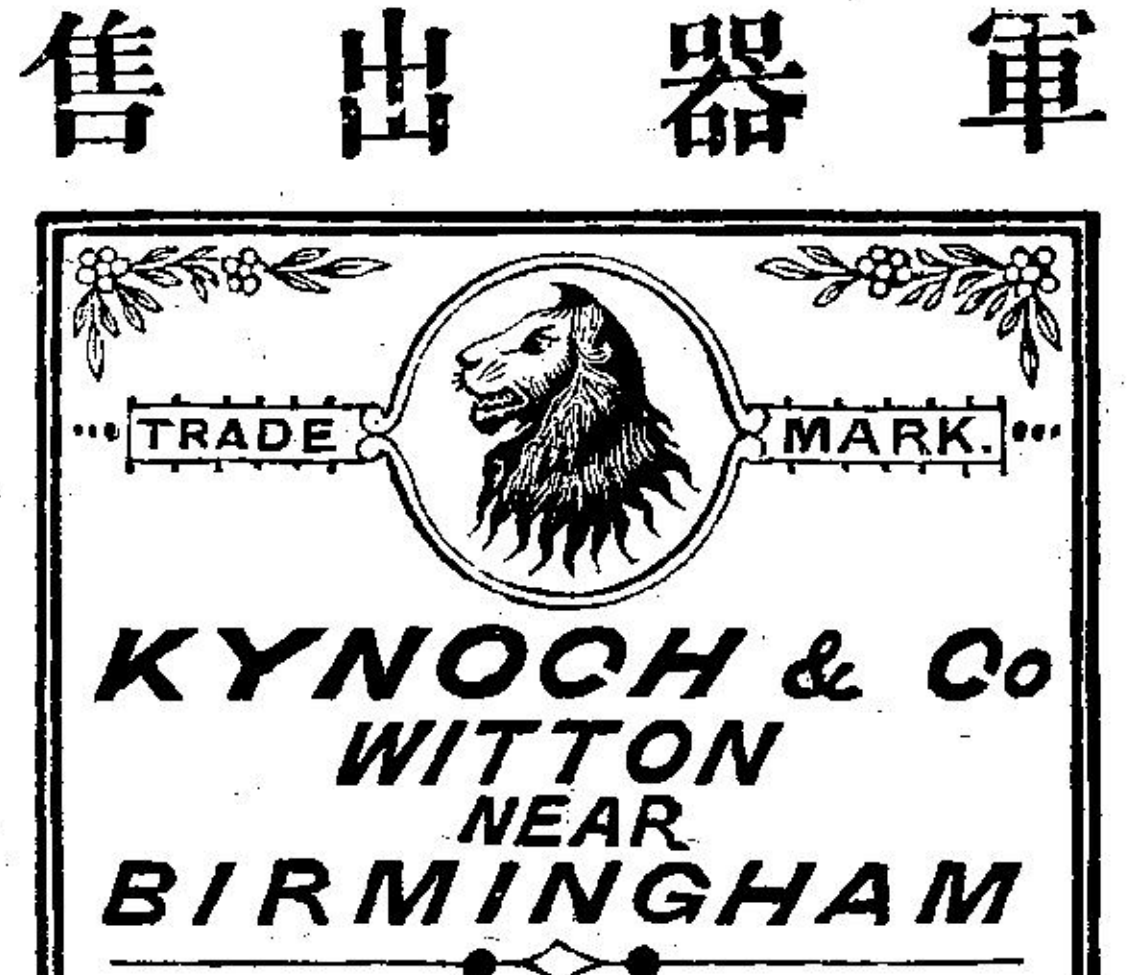 軍器出售
TRADE MARK.
KYNOCH & Co
WITTON
NEAR
BIRMINGHAM